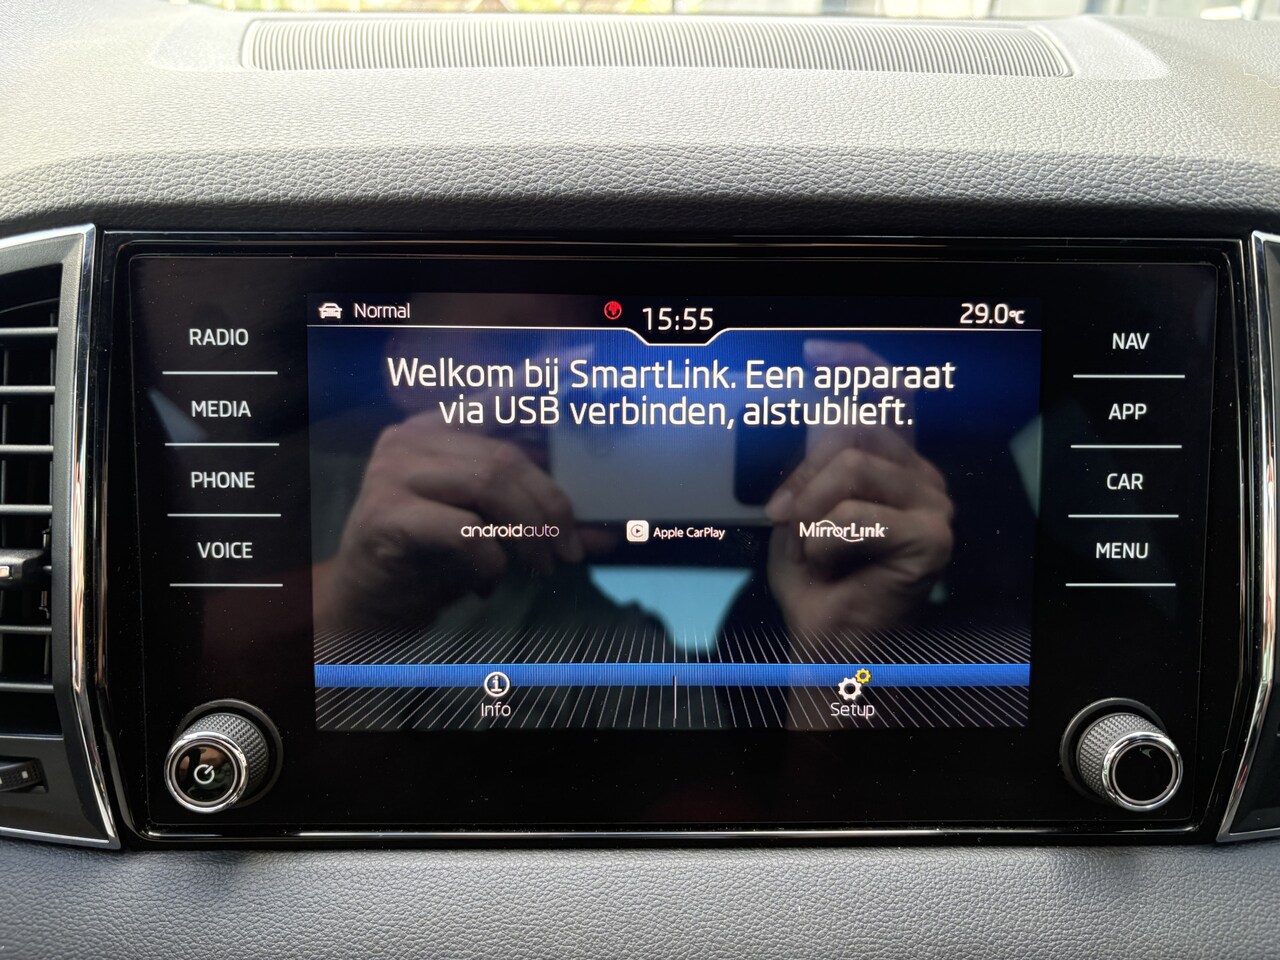 Normal 15:55 29.0°C
RADIO
MEDIA
PHONE
VOICE
Welkom bij SmartLink. Een apparaat
via USB verbinden, alstublieft.
androidauto Apple CarPlay MirrorLink
Info Setup
NAV
APP
CAR
MENU